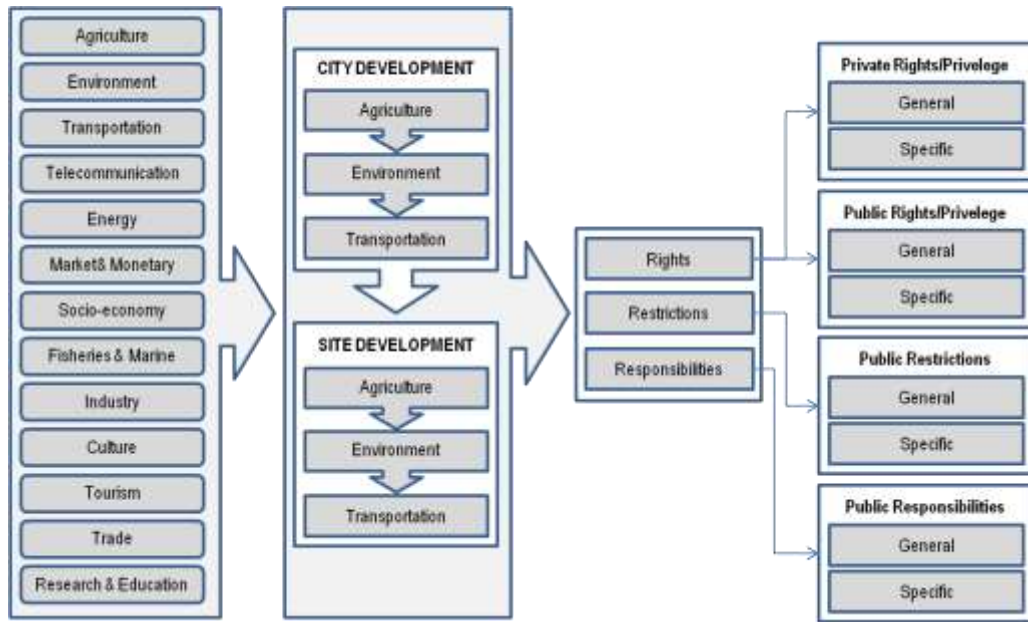 Agriculture
Environment
Transportation
Telecommunication
Energy
Market& Monetary
Socio-economy
Fisheries & Marine
Industry
Culture
Tourism
Trade
Research & Education
CITY DEVELOPMENT
Agriculture
Environment
Transportation
SITE DEVELOPMENT
Agriculture
Environment
Transportation
Rights
Restrictions
Responsibilities
Private Rights/Privelege
General
Specific
Public Rights/Privelege
General
Specific
Public Restrictions
General
Specific
Public Responsibilities
General
Specific